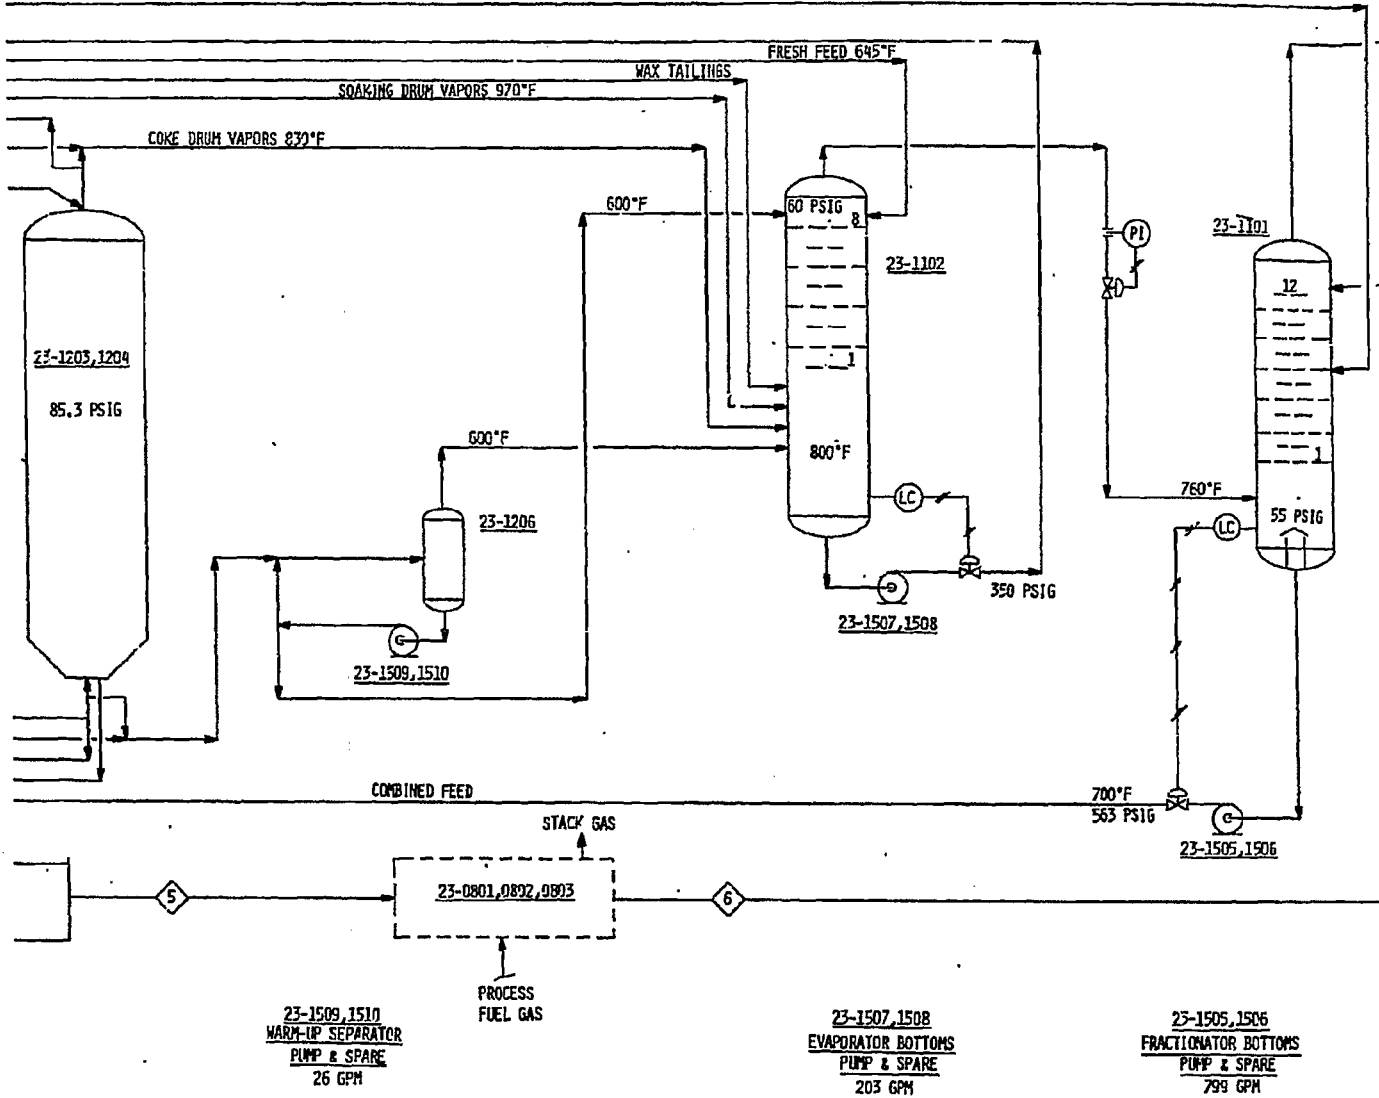 FRESH FEED 645°F
WAX TAILINGS
SOAKING DRUM VAPORS 970°F
COKE DRUM VAPORS 830°F
600°F
60 PSIG
8
PI
23-1101
23-1102
12
23-1203,1204
1
85.3 PSIG
600°F
800°F
1
LC
760°F
23-1206
55 PSIG
LC
350 PSIG
23-1507,1508
23-1509,1510
COMBINED FEED
700°F
563 PSIG
STACK GAS
23-1505,1506
5
23-0801,0802,0803
6
PROCESS
FUEL GAS
23-1509,1510
WARM-UP SEPARATOR
PUMP & SPARE
26 GPM
23-1507,1508
EVAPORATOR BOTTOMS
PUMP & SPARE
203 GPM
23-1505,1506
FRACTIONATOR BOTTOMS
PUMP & SPARE
799 GPM